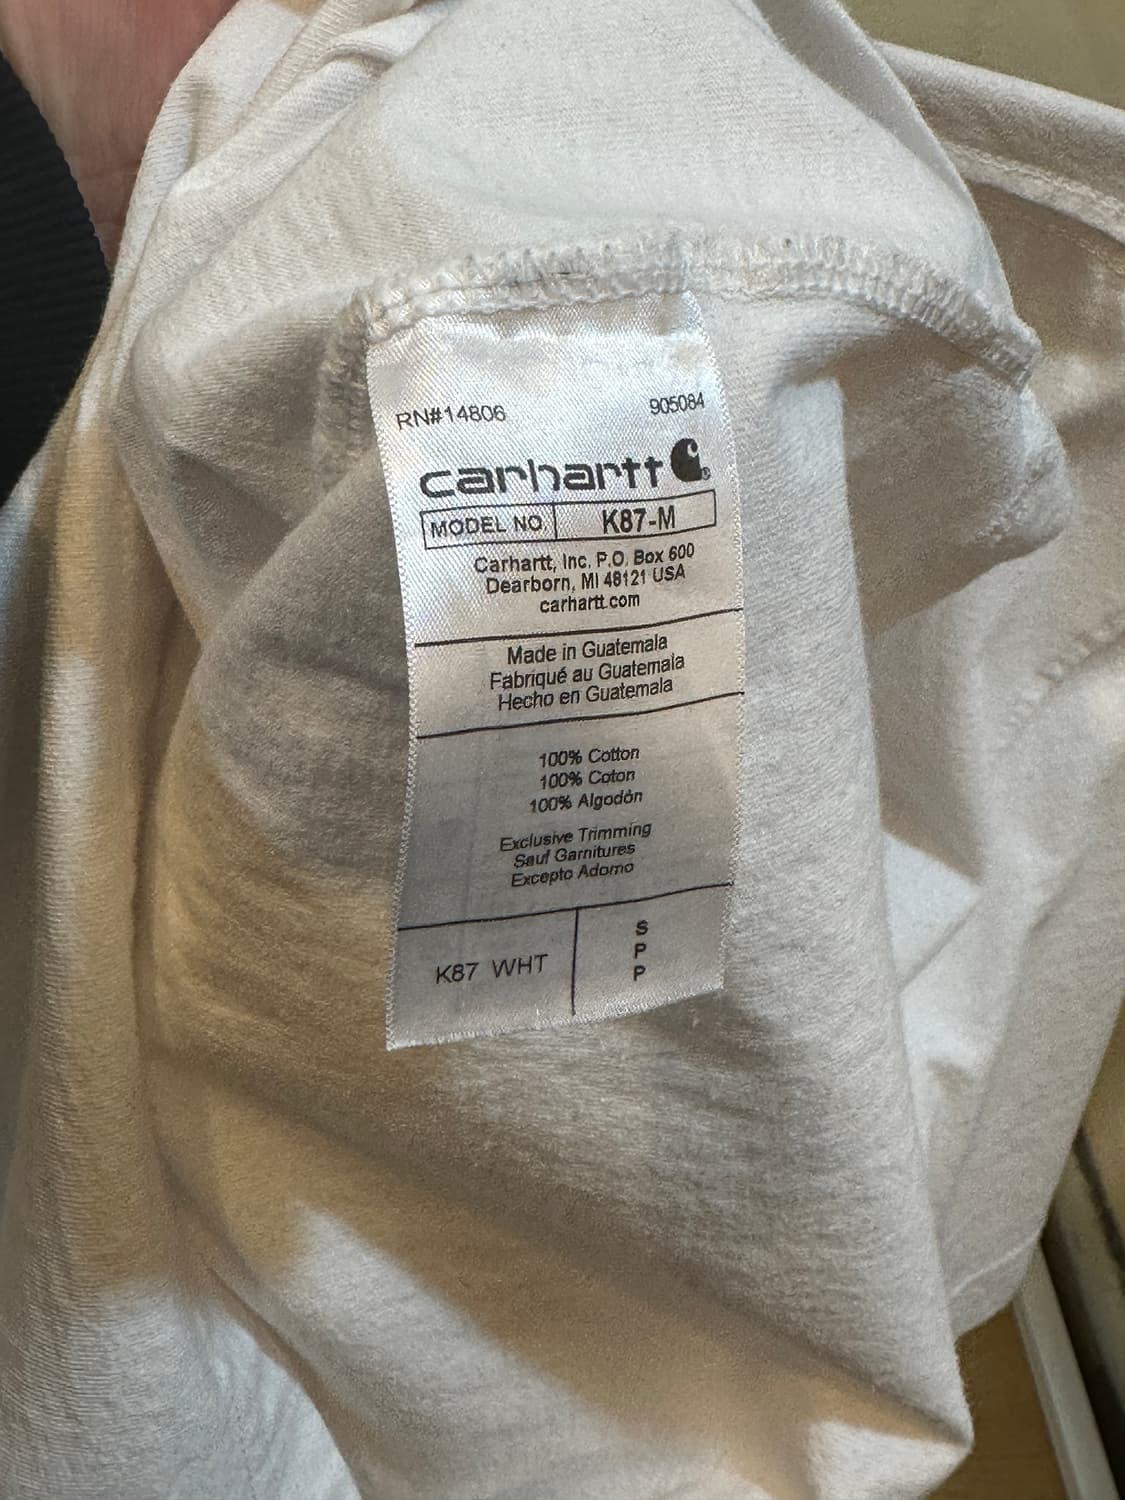 RN#14806 905084
carhartt ®
MODEL NO. K87-M
Carhartt, Inc. P.O. Box 600
Dearborn, MI 48121 USA
carhartt.com
Made in Guatemala
Fabriqué au Guatemala
Hecho en Guatemala
100% Cotton
100% Coton
100% Algodón
Exclusive Trimming
Sauf Garnitures
Excepto Adorno
K87 WHT
S
P
P